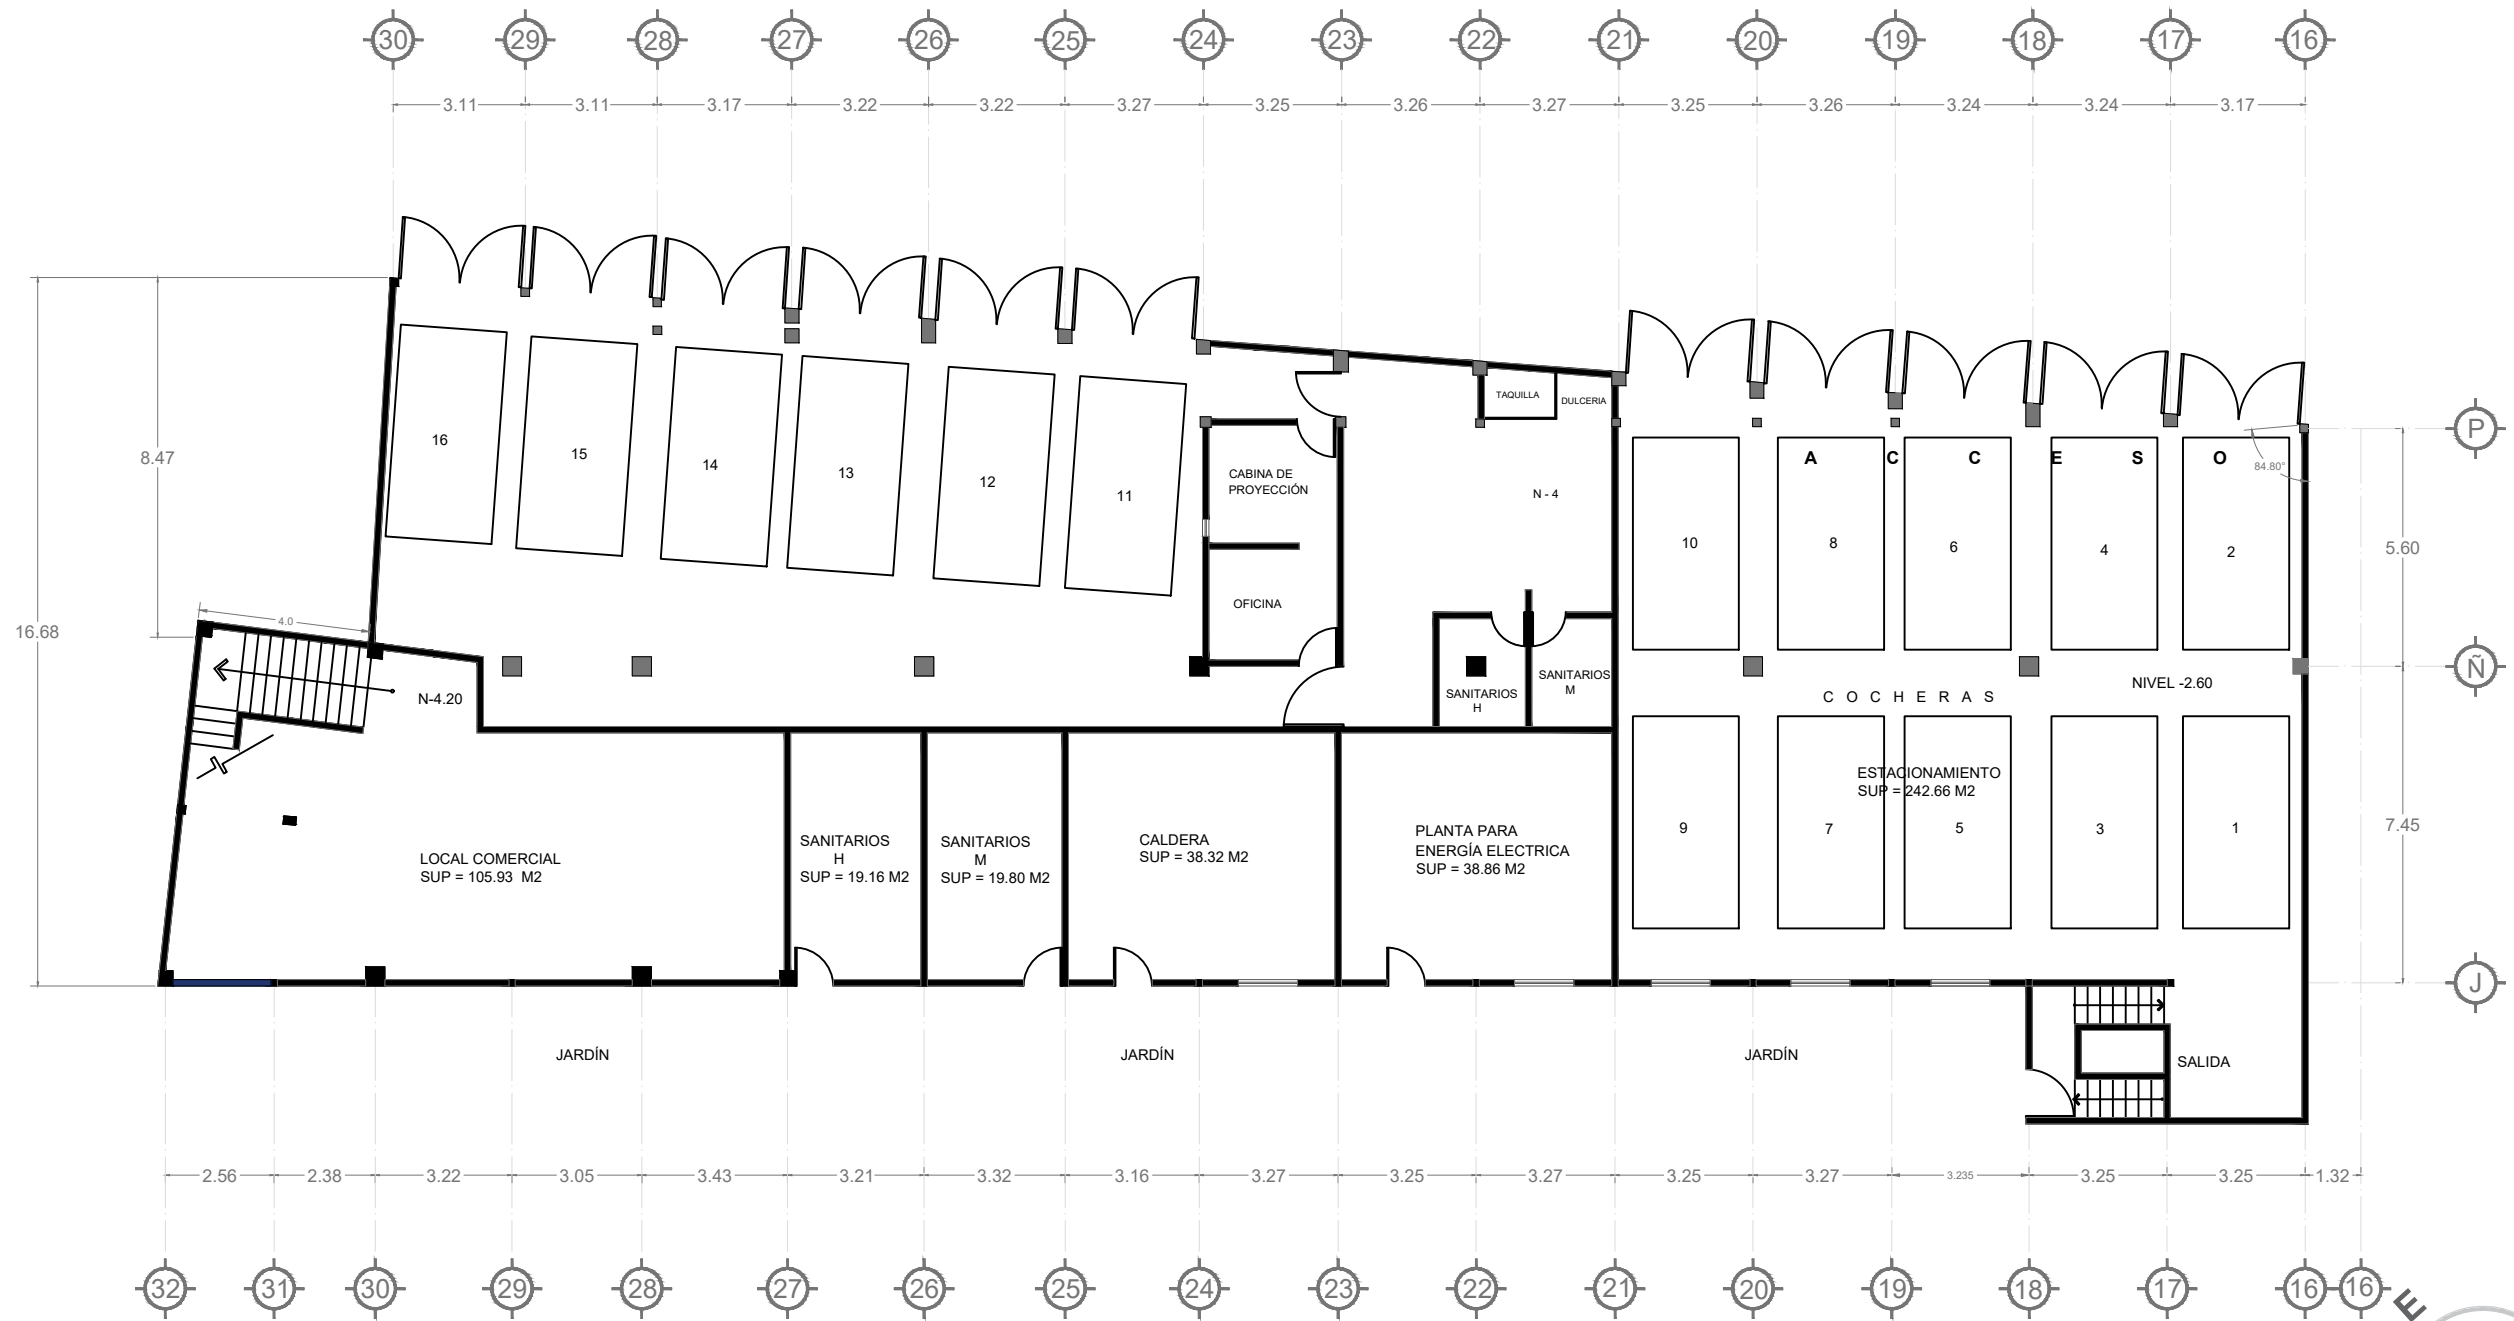 30 29 28 27 26 25 24 23 22 21 20 19 18 17 16
3.11 3.11 3.17 3.22 3.22 3.27 3.25 3.26 3.27 3.25 3.26 3.24 3.24 3.17
TAQUILLA
DULCERIA
P
16
15
14
13
12
11
8.47
CABINA DE
PROYECCIÓN
N - 4
A C C E S O
84.80°
10
8
6
4
2
5.60
OFICINA
4.0
16.68
Ñ
N-4.20
SANITARIOS
H
SANITARIOS
M
NIVEL -2.60
C O C H E R A S
ESTACIONAMIENTO
SUP = 242.66 M2
9
7
5
3
1
7.45
LOCAL COMERCIAL
SUP = 105.93 M2
SANITARIOS
H
SUP = 19.16 M2
SANITARIOS
M
SUP = 19.80 M2
CALDERA
SUP = 38.32 M2
PLANTA PARA
ENERGÍA ELECTRICA
SUP = 38.86 M2
J
JARDÍN
JARDÍN
JARDÍN
SALIDA
2.56 2.38 3.22 3.05 3.43 3.21 3.32 3.16 3.27 3.25 3.27 3.25 3.27 3.235 3.25 3.25 1.32
32 31 30 29 28 27 26 25 24 23 22 21 20 19 18 17 16 16
E